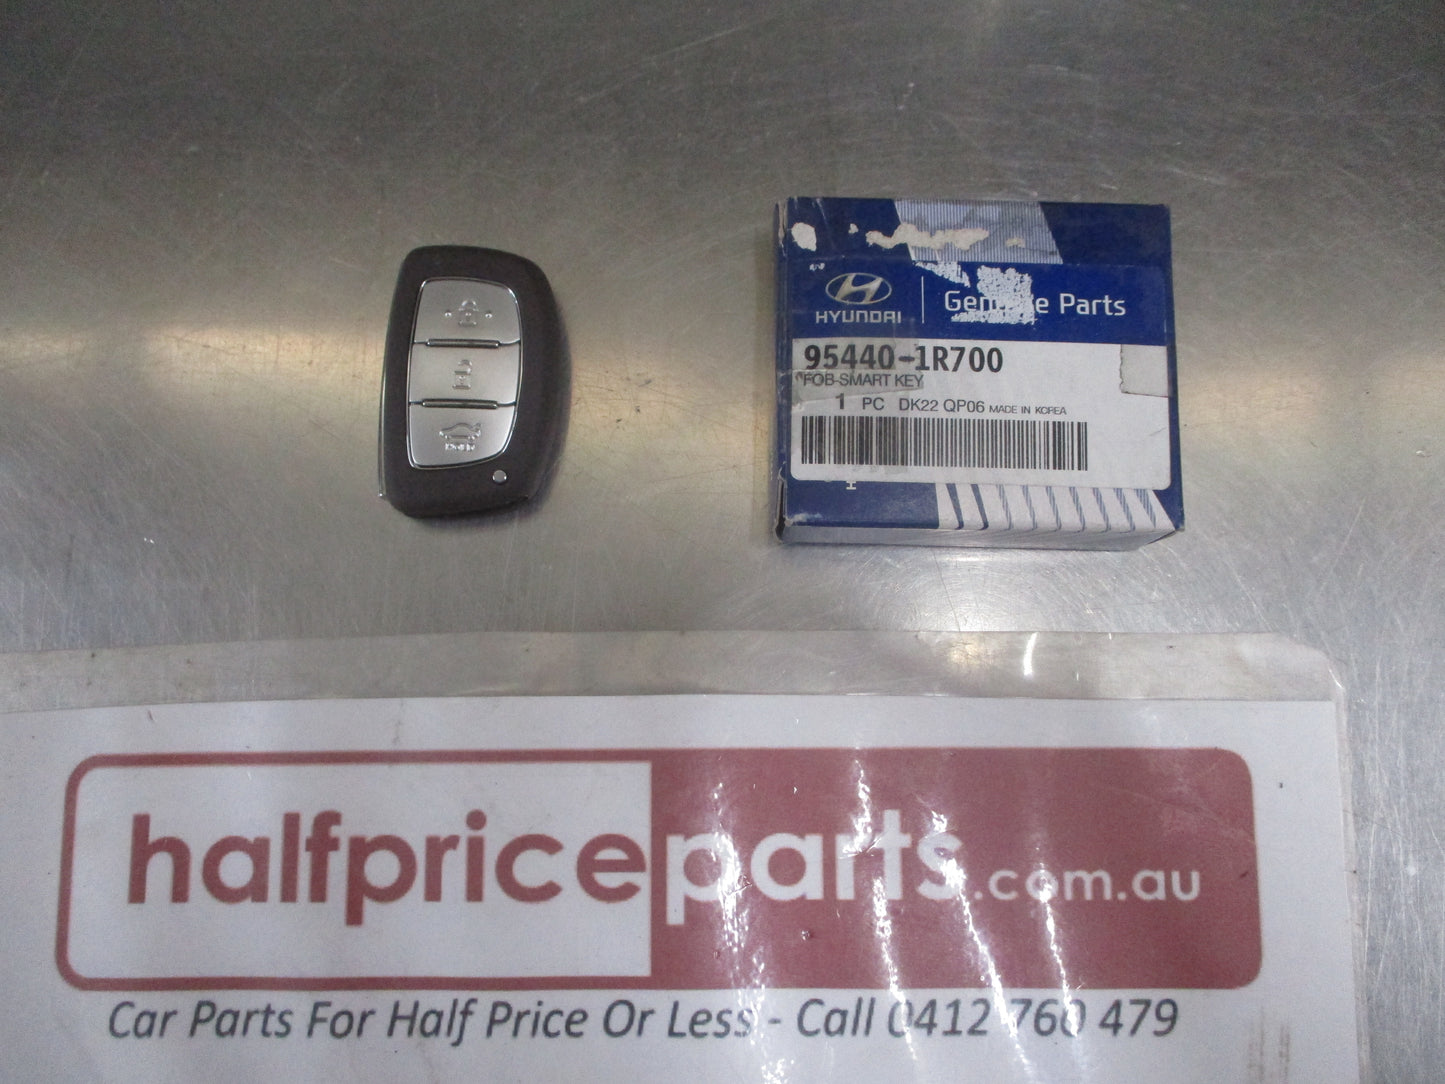 HYUNDAI
Genuine Parts
95440-1R700
FOB-SMART KEY
1 PC DK22 QP06 MADE IN KOREA
HOLD
halfpriceparts.com.au
Car Parts For Half Price Or Less - Call 0412 760 479